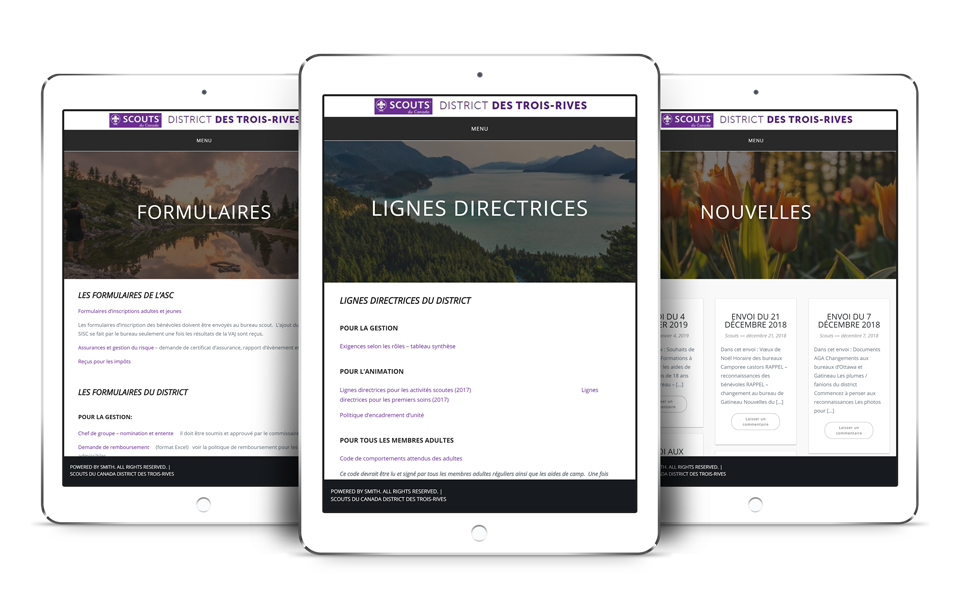 SCOUTS
du Canada
DISTRICT DES TROIS-RIVES
MENU
FORMULAIRES
LES FORMULAIRES DE L'ASC
Formulaires d'inscriptions adultes et jeunes
Les formulaires d'inscription des bénévoles doivent être envoyés au bureau scout. L'ajout du
SISC se fait par le bureau seulement une fois les résultats de la VAJ sont reçus.
Assurances et gestion du risque – demande de certificat d'assurance, rapport d'événement e
Reçus pour les impôts
LES FORMULAIRES DU DISTRICT
POUR LA GESTION:
Chef de groupe – nomination et entente il doit être soumis et approuvé par le commissaire
Demande de remboursement (format Excel) voir la politique de remboursement pour les
POWERED BY SMITH. ALL RIGHTS RESERVED. |
SCOUTS DU CANADA DISTRICT DES TROIS-RIVES
SCOUTS
du Canada
DISTRICT DES TROIS-RIVES
MENU
LIGNES DIRECTRICES
LIGNES DIRECTRICES DU DISTRICT
POUR LA GESTION
Exigences selon les rôles – tableau synthèse
POUR L'ANIMATION
Lignes directrices pour les activités scoutes (2017) Lignes
directrices pour les premiers soins (2017)
Politique d'encadrement d'unité
POUR TOUS LES MEMBRES ADULTES
Code de comportements attendus des adultes
Ce code devrait être lu et signé par tous les membres adultes réguliers ainsi que les aides de camp. Une fois
POWERED BY SMITH. ALL RIGHTS RESERVED. |
SCOUTS DU CANADA DISTRICT DES TROIS-RIVES
SCOUTS
du Canada
DISTRICT DES TROIS-RIVES
MENU
NOUVELLES
OI DU 4
ER 2019
nvier 4, 2019
: Souhaits de
Formations à
les aides de
de 18 ans
eau – [...]
ser un
entaire
OI AUX
ENVOI DU 21
DÉCEMBRE 2018
Scouts — décembre 21, 2018
Dans cet envoi : Vœux de
noël Horaire des bureaux
Camporee castors RAPPEL –
reconnaissances des
bénévoles RAPPEL –
changement au bureau de
Gatineau Nouvelles du [...]
Laisser un
commentaire
ENVOI DU 7
DÉCEMBRE 2018
Scouts — décembre 7, 2018
Dans cet envoi : Documents
AGA Changements aux
bureaux d'Ottawa et
Gatineau Les plumes /
fanions du district
Commencez à penser aux
reconnaissances Les photos
pour [...]
Laisser un
commentaire
TH. ALL RIGHTS RESERVED. |
DA DISTRICT DES TROIS-RIVES